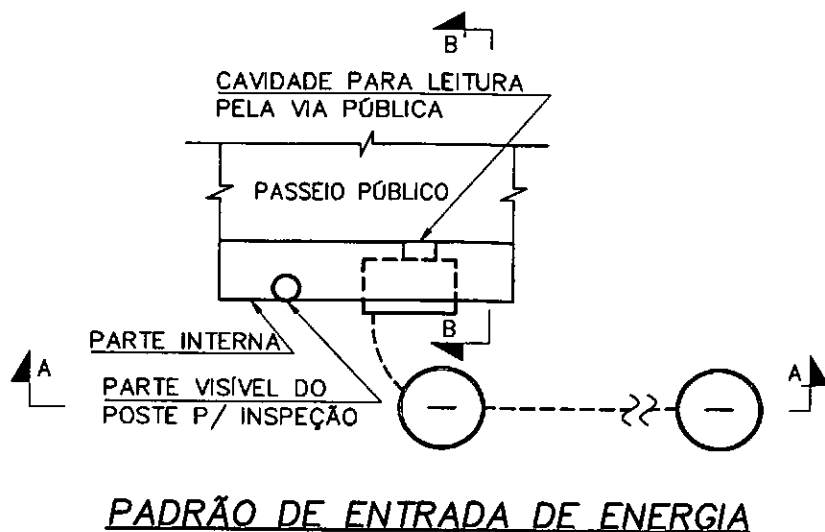 B
CAVIDADE PARA LEITURA
PELA VIA PÚBLICA
PASSEIO PÚBLICO
B
PARTE INTERNA
A
A
PARTE VISÍVEL DO
POSTE P/ INSPEÇÃO
PADRÃO DE ENTRADA DE ENERGIA